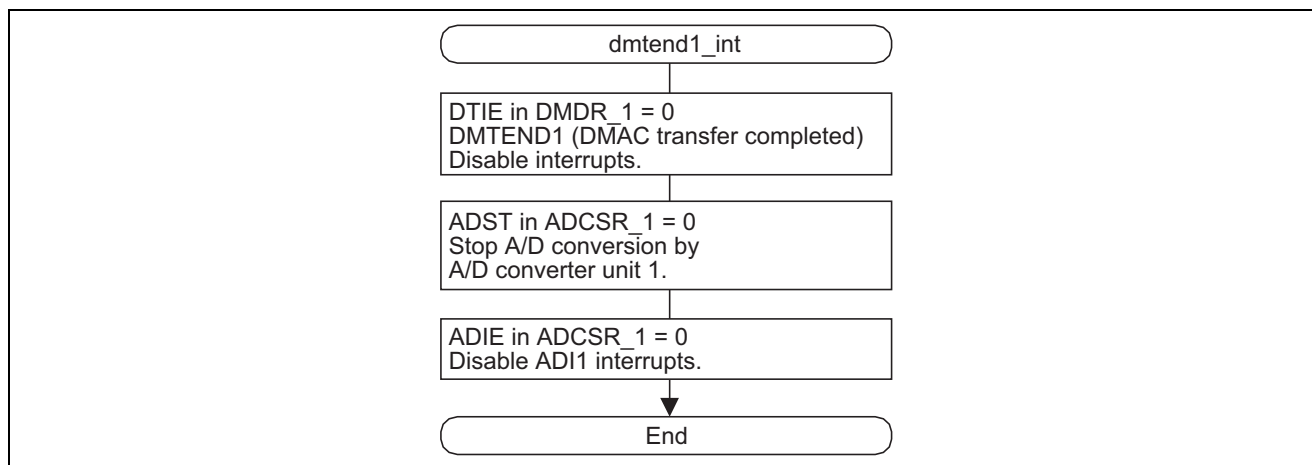 dmtend1_int
DTIE in DMDR_1 = 0
DMTEND1 (DMAC transfer completed)
Disable interrupts.
ADST in ADCSR_1 = 0
Stop A/D conversion by
A/D converter unit 1.
ADIE in ADCSR_1 = 0
Disable ADI1 interrupts.
End